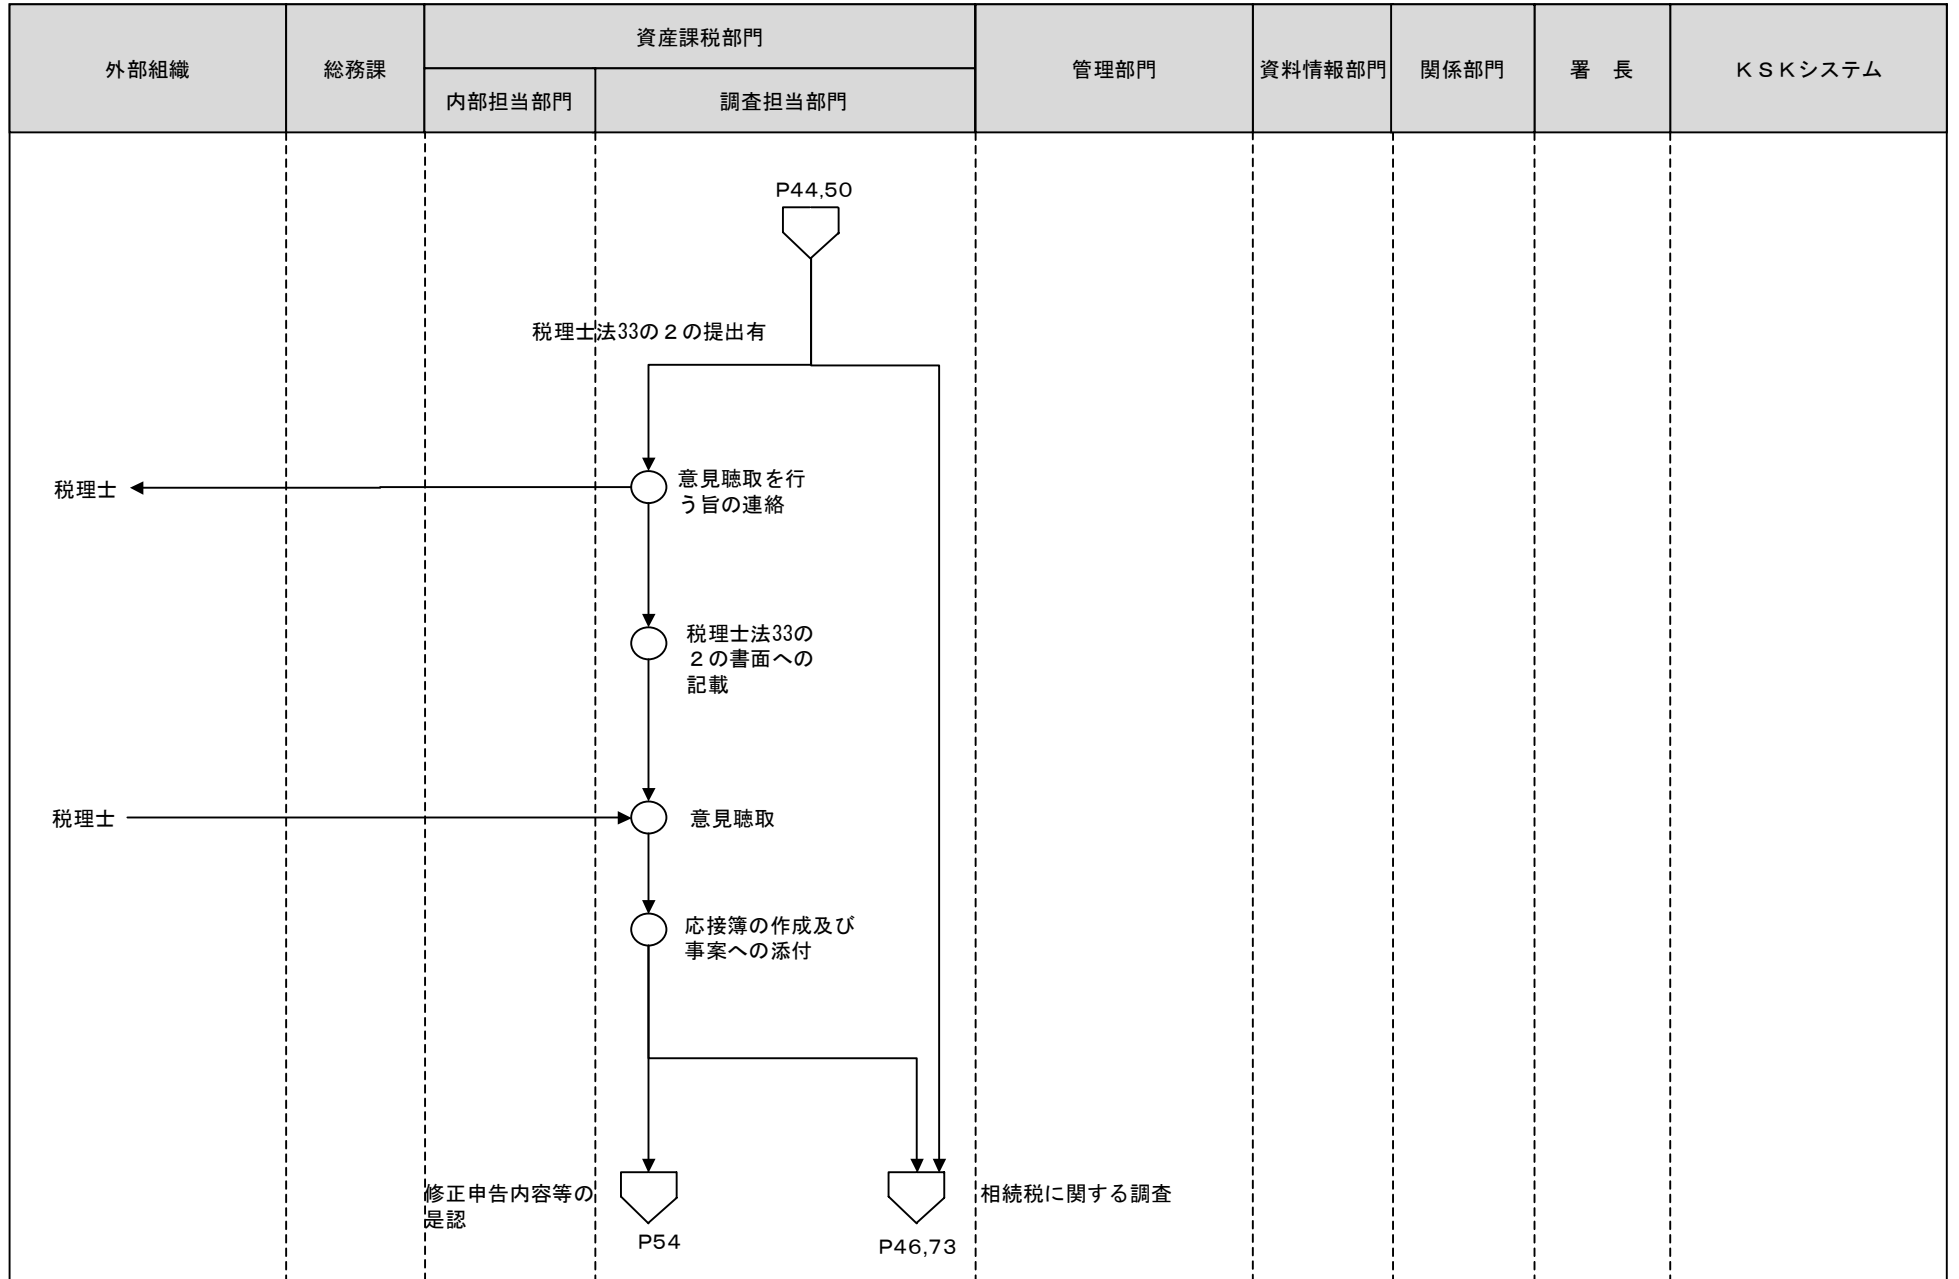 外部組織
総務課
資産課税部門
内部担当部門
調査担当部門
管理部門
資料情報部門
関係部門
署　長
ＫＳＫシステム
P44,50
税理士法33の２の提出有
税理士
意見聴取を行
う旨の連絡
税理士法33の
２の書面への
記載
税理士
意見聴取
応接簿の作成及び
事案への添付
修正申告内容等の
是認
P54
P46,73
相続税に関する調査